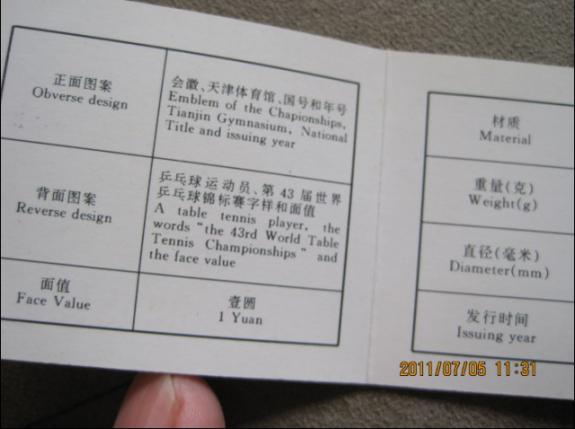 正面图案
Obverse design
会徽、天津体育馆、国号和年号
Emblem of the Chapionships,
Tianjin Gymnasium, National
Title and issuing year
背面图案
Reverse design
乒乓球运动员、第 43 届世界
乒乓球锦标赛字样和面值
A table tennis player, the
words "the 43rd World Table
Tennis Championships" and
the face value
面值
Face Value
壹圆
1 Yuan
材质
Material
重量(克)
Weight(g)
直径(毫米)
Diameter(mm)
发行时间
Issuing year
2011/07/05 11:31